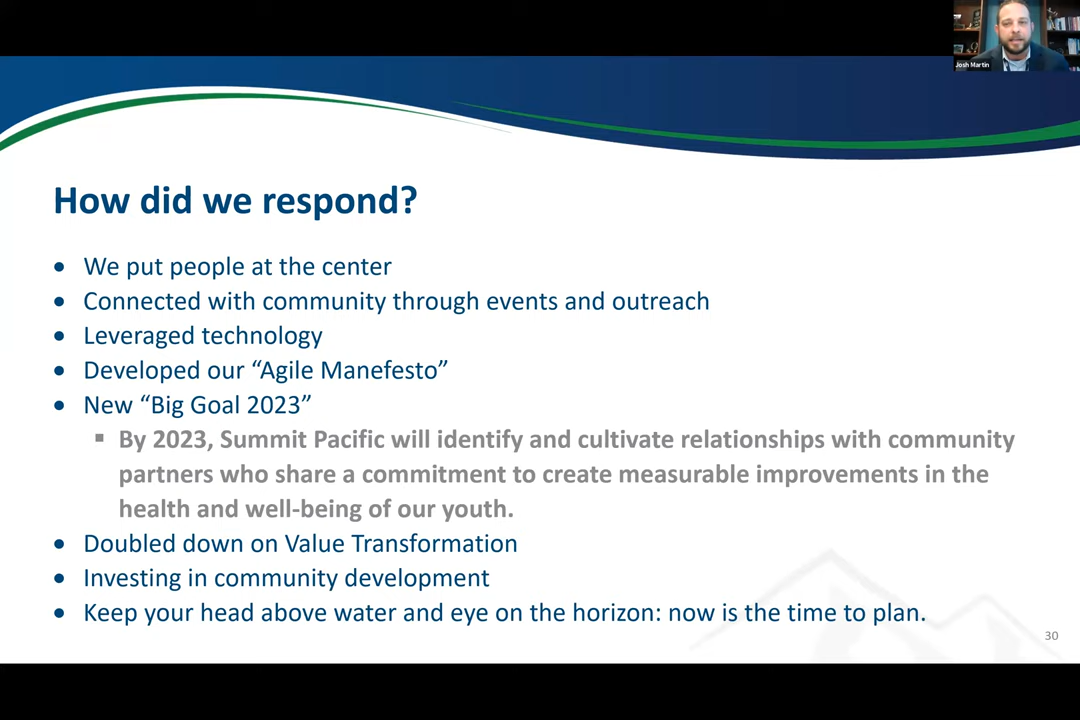 Josh Martin
How did we respond?
• We put people at the center
• Connected with community through events and outreach
• Leveraged technology
• Developed our “Agile Manefesto”
• New “Big Goal 2023”
▪ By 2023, Summit Pacific will identify and cultivate relationships with community
partners who share a commitment to create measurable improvements in the
health and well-being of our youth.
• Doubled down on Value Transformation
• Investing in community development
• Keep your head above water and eye on the horizon: now is the time to plan.
30